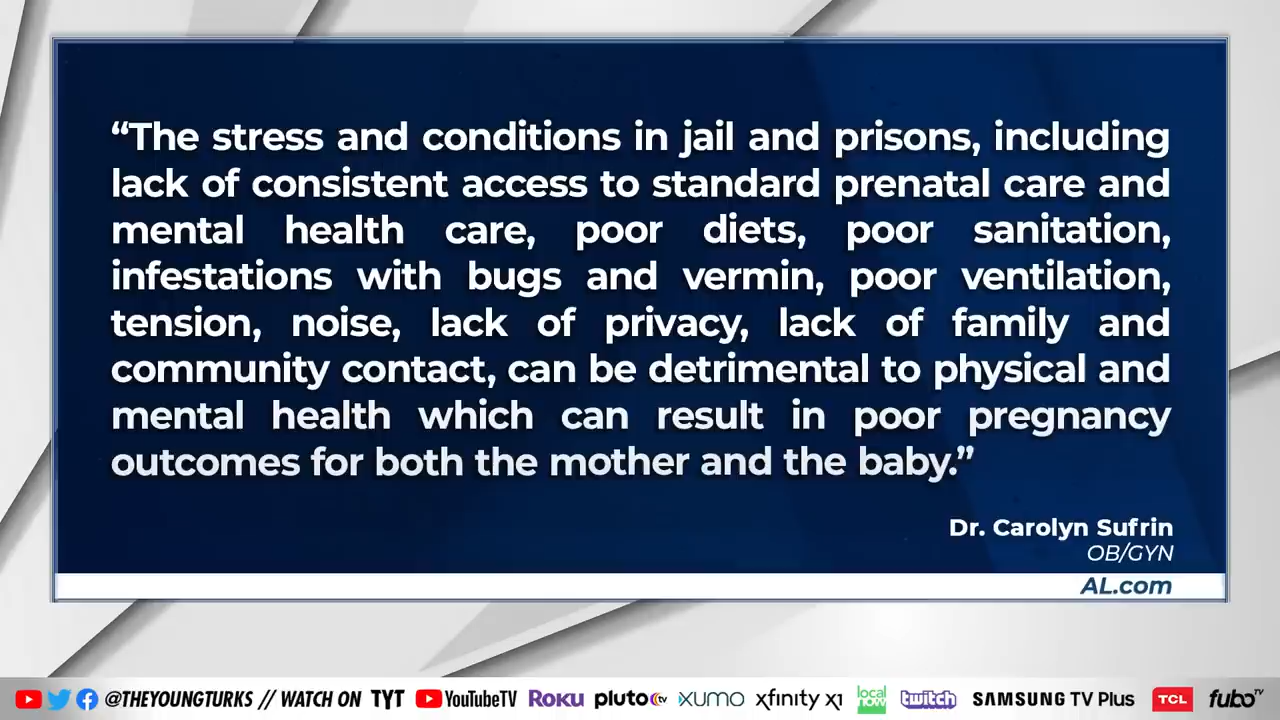 “The stress and conditions in jail and prisons, including
lack of consistent access to standard prenatal care and
mental health care, poor diets, poor sanitation,
infestations with bugs and vermin, poor ventilation,
tension, noise, lack of privacy, lack of family and
community contact, can be detrimental to physical and
mental health which can result in poor pregnancy
outcomes for both the mother and the baby.”
Dr. Carolyn Sufrin
OB/GYN
AL.com
@THEYOUNGTURKS // WATCH ON TYT YouTubeTV ROKU pluto tv XUMO xfinity x1 local now twitch SAMSUNG TV Plus TCL fubo TV